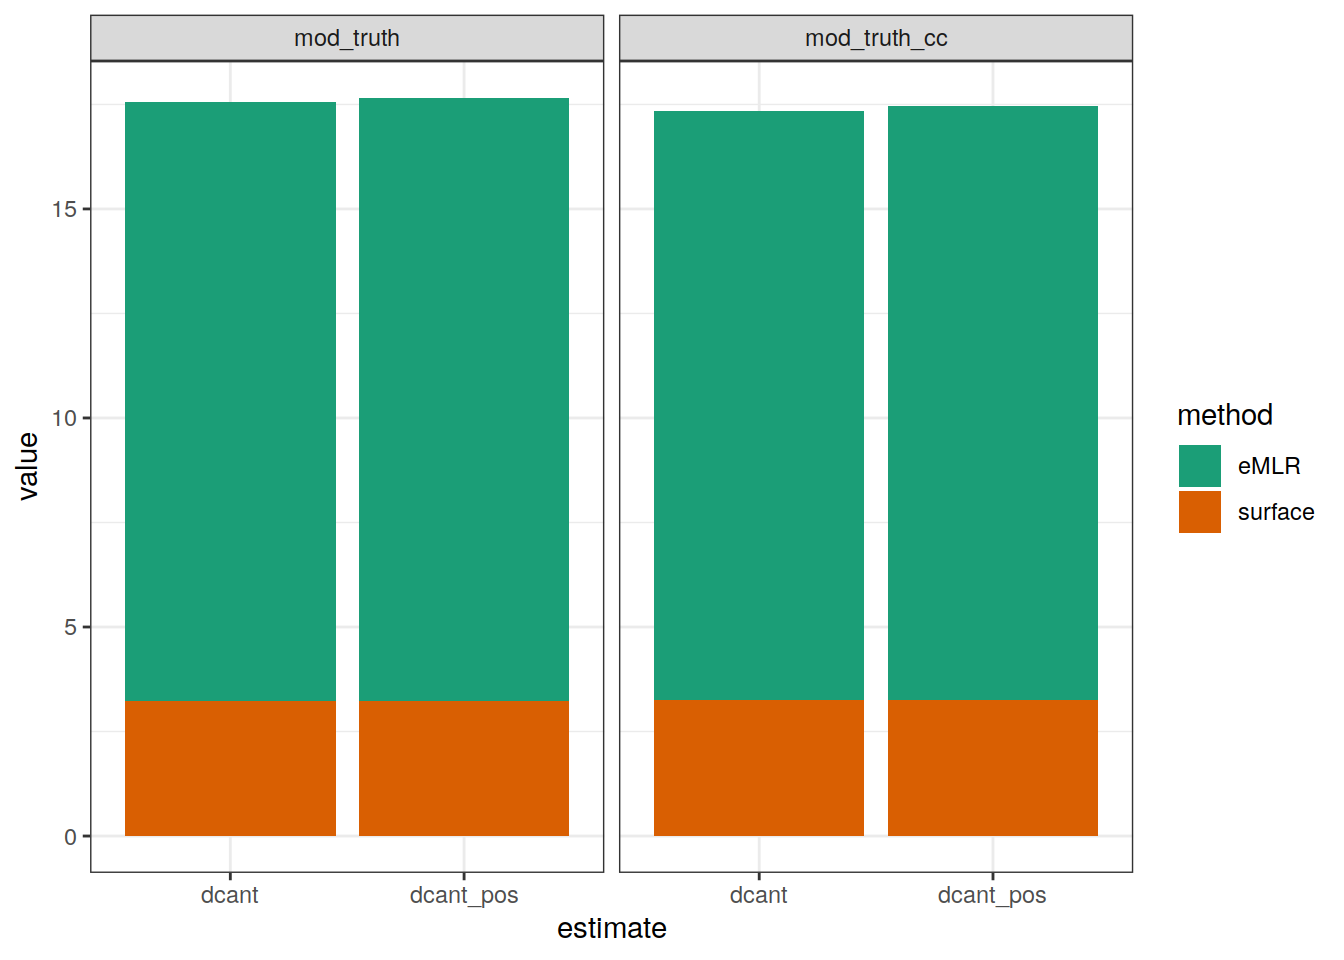 mod_truth
mod_truth_cc
value
15
10
5
0
dcant
dcant_pos
dcant
dcant_pos
estimate
method
eMLR
surface